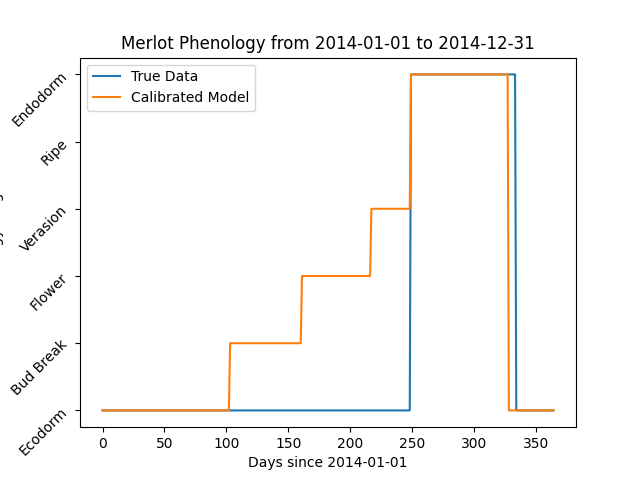 Merlot Phenology from 2014-01-01 to 2014-12-31
True Data
Calibrated Model
Endodorm
Ripe
Verasion
Flower
Bud Break
Ecodorm
0 50 100 150 200 250 300 350
Days since 2014-01-01